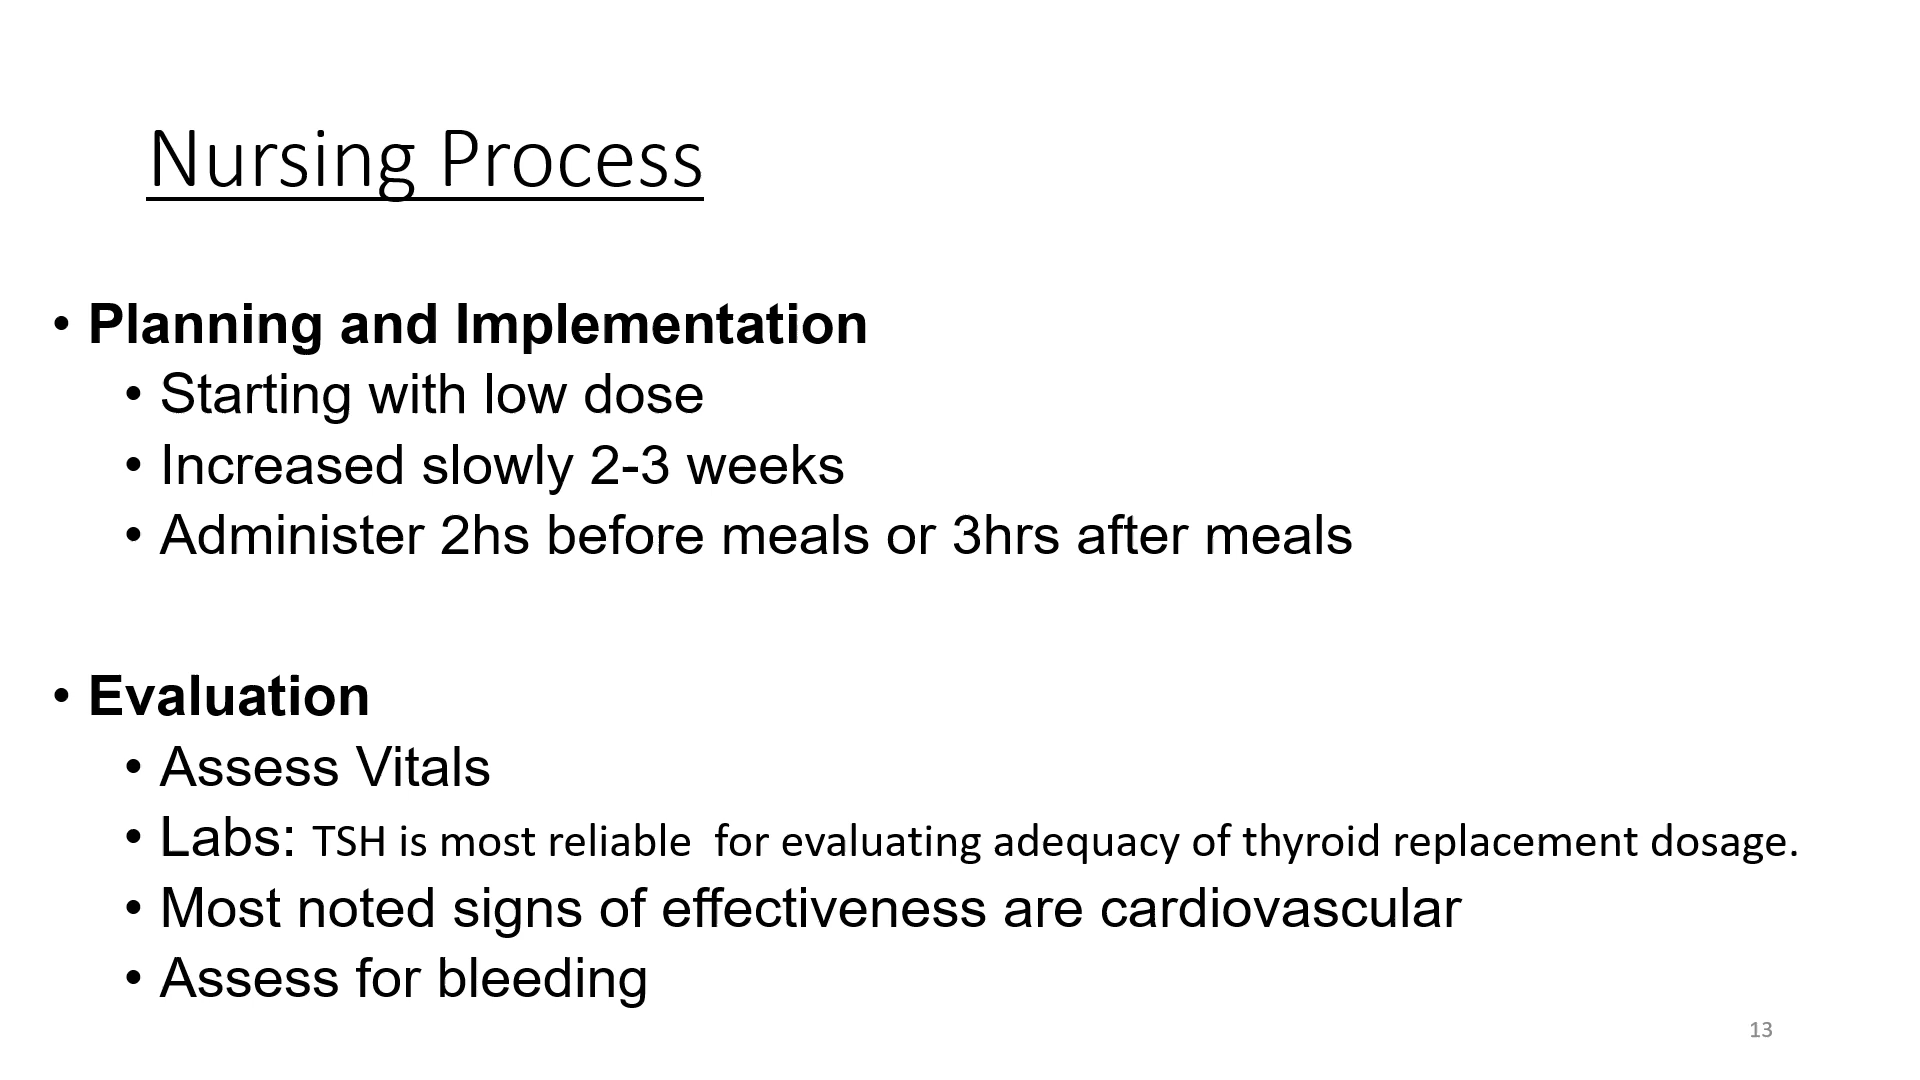 Nursing Process
• Planning and Implementation
• Starting with low dose
• Increased slowly 2-3 weeks
• Administer 2hs before meals or 3hrs after meals
• Evaluation
• Assess Vitals
• Labs: TSH is most reliable  for evaluating adequacy of thyroid replacement dosage.
• Most noted signs of effectiveness are cardiovascular
• Assess for bleeding
13